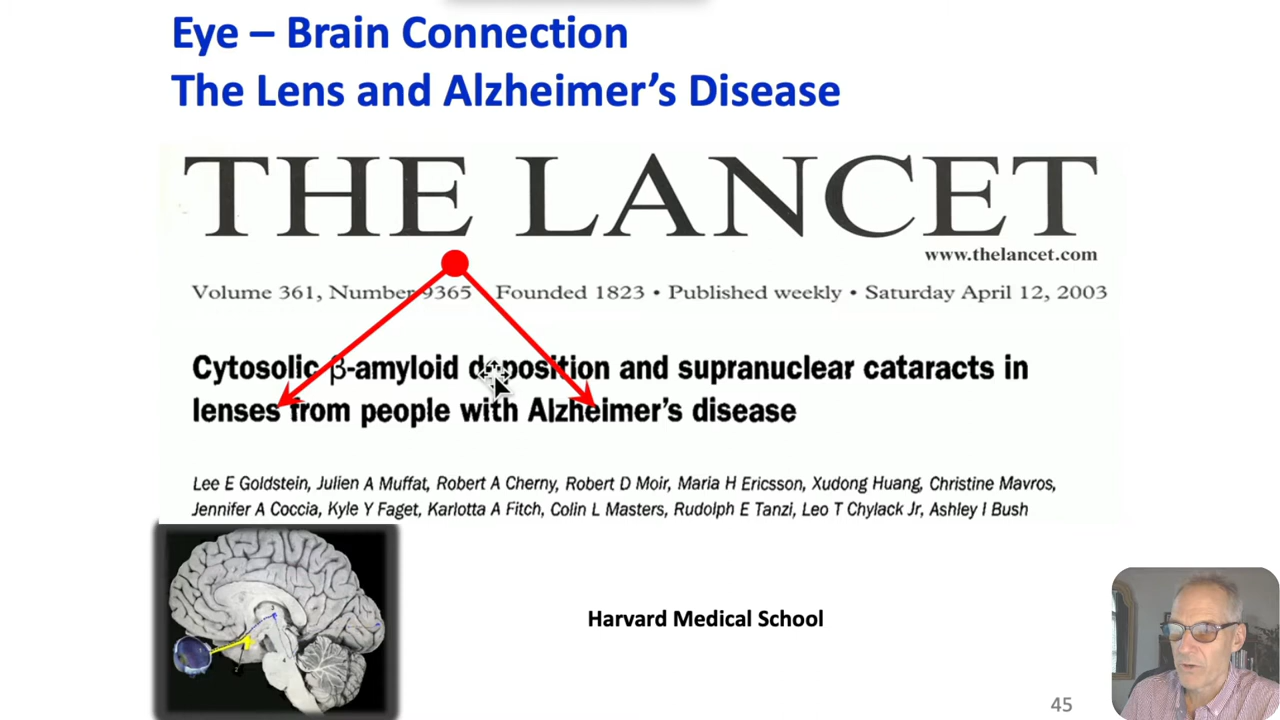 Eye – Brain Connection
The Lens and Alzheimer's Disease
THE LANCET
www.thelancet.com
Volume 361, Number 9365 Founded 1823 • Published weekly • Saturday April 12, 2003
Cytosolic β-amyloid deposition and supranuclear cataracts in
lenses from people with Alzheimer's disease
Lee E Goldstein, Julien A Muffat, Robert A Cherny, Robert D Moir, Maria H Ericsson, Xudong Huang, Christine Mavros,
Jennifer A Coccia, Kyle Y Faget, Karlotta A Fitch, Colin L Masters, Rudolph E Tanzi, Leo T Chylack Jr, Ashley I Bush
Harvard Medical School
45